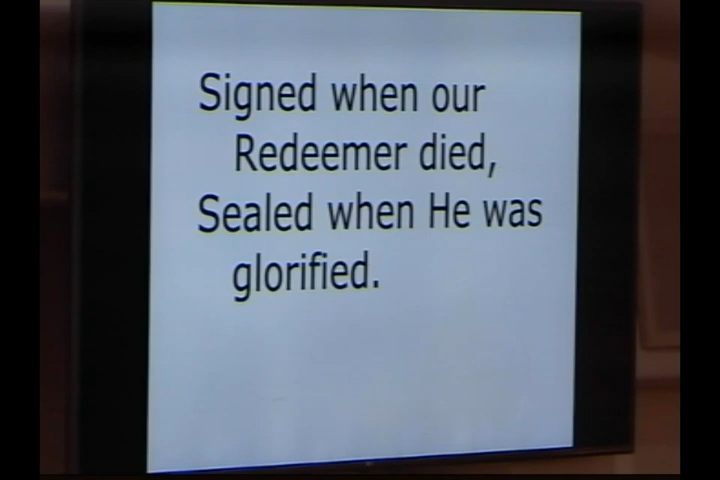 Signed when our
Redeemer died,
Sealed when He was
glorified.